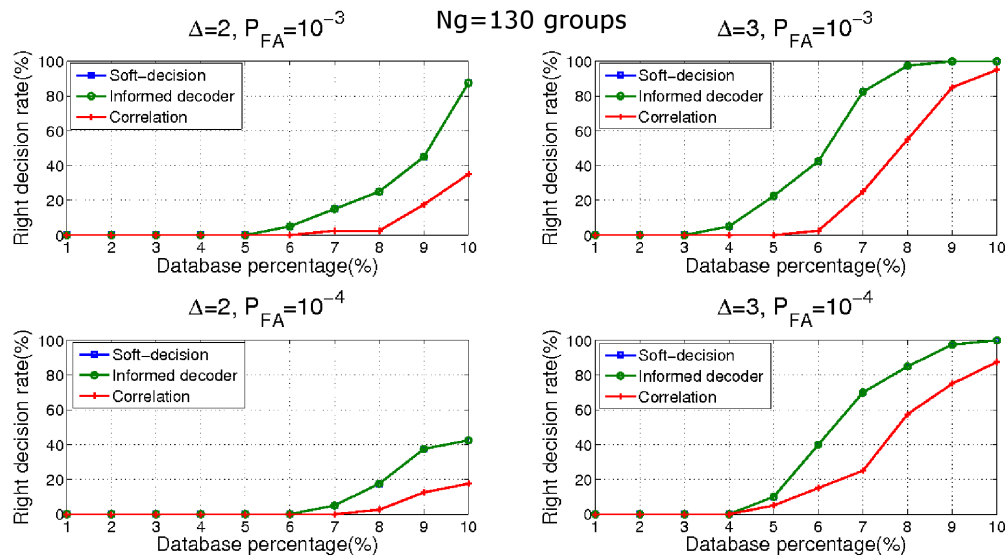 Ng=130 groups
Δ=2, P_FA=10^−3
Right decision rate(%)
100
80
60
40
20
0
Soft−decision
Informed decoder
Correlation
1 2 3 4 5 6 7 8 9 10
Database percentage(%)
Δ=3, P_FA=10^−3
Right decision rate(%)
100
80
60
40
20
0
Soft−decision
Informed decoder
Correlation
1 2 3 4 5 6 7 8 9 10
Database percentage(%)
Δ=2, P_FA=10^−4
Right decision rate(%)
100
80
60
40
20
0
Soft−decision
Informed decoder
Correlation
1 2 3 4 5 6 7 8 9 10
Database percentage(%)
Δ=3, P_FA=10^−4
Right decision rate(%)
100
80
60
40
20
0
Soft−decision
Informed decoder
Correlation
1 2 3 4 5 6 7 8 9 10
Database percentage(%)